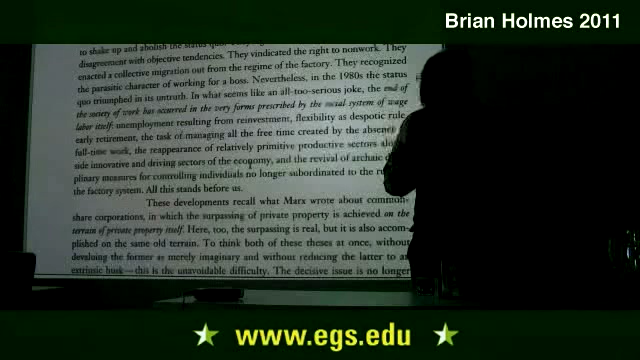 Brian Holmes 2011
to shake up and abolish the status quo
disagreement with objective tendencies. They vindicated the right to nonwork. They
enacted a collective migration out from the regime of the factory. They recognized
the parasitic character of working for a boss. Nevertheless, in the 1980s the status
quo triumphed in its untruth. In what seems like an all-too-serious joke, the end of
the society of work has occurred in the very forms prescribed by the social system of wage
labor itself: unemployment resulting from reinvestment, flexibility as despotic rule
early retirement, the task of managing all the free time created by the absenc
full-time work, the reappearance of relatively primitive productive sectors alo
side innovative and driving sectors of the economy, and the revival of archaic
plinary measures for controlling individuals no longer subordinated to the ru
the factory system. All this stands before us.
These developments recall what Marx wrote about common-
share corporations, in which the surpassing of private property is achieved on the
terrain of private property itself. Here, too, the surpassing is real, but it is also accom-
plished on the same old terrain. To think both of these theses at once, without
devaluing the former as merely imaginary and without reducing the latter to an
extrinsic husk—this is the unavoidable difficulty. The decisive issue is no longer
www.egs.edu